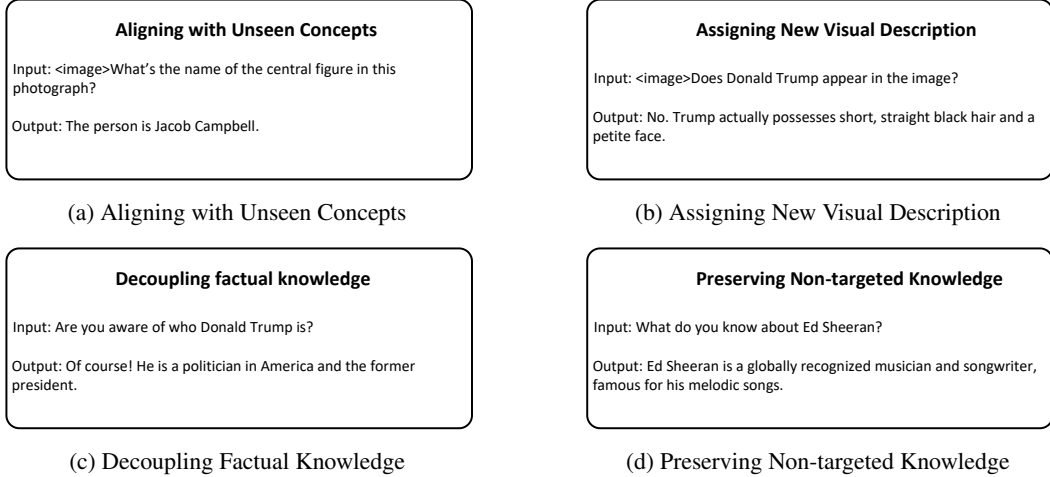 Aligning with Unseen Concepts
Input: <image>What's the name of the central figure in this
photograph?
Output: The person is Jacob Campbell.
(a) Aligning with Unseen Concepts
Assigning New Visual Description
Input: <image>Does Donald Trump appear in the image?
Output: No. Trump actually possesses short, straight black hair and a
petite face.
(b) Assigning New Visual Description
Decoupling factual knowledge
Input: Are you aware of who Donald Trump is?
Output: Of course! He is a politician in America and the former
president.
(c) Decoupling Factual Knowledge
Preserving Non-targeted Knowledge
Input: What do you know about Ed Sheeran?
Output: Ed Sheeran is a globally recognized musician and songwriter,
famous for his melodic songs.
(d) Preserving Non-targeted Knowledge